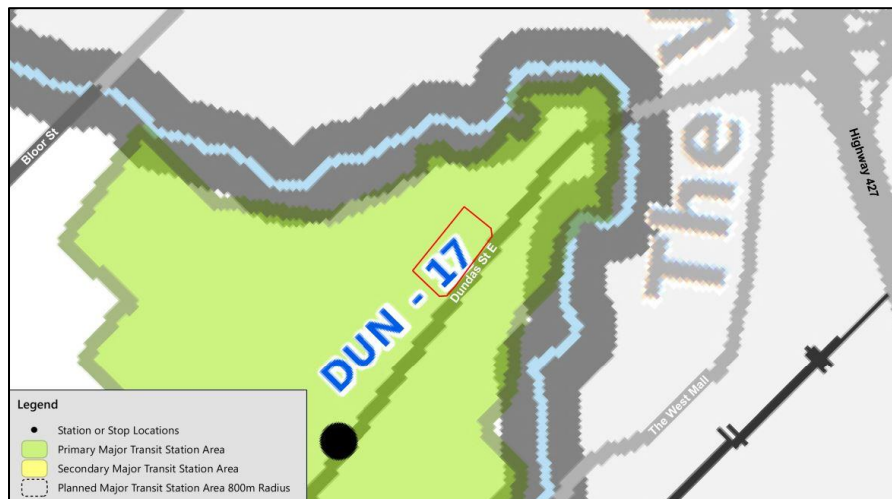 Bloor St
The W
Highway 427
DUN - 17
Dundas St E
The West Mall
Legend
Station or Stop Locations
Primary Major Transit Station Area
Secondary Major Transit Station Area
Planned Major Transit Station Area 800m Radius